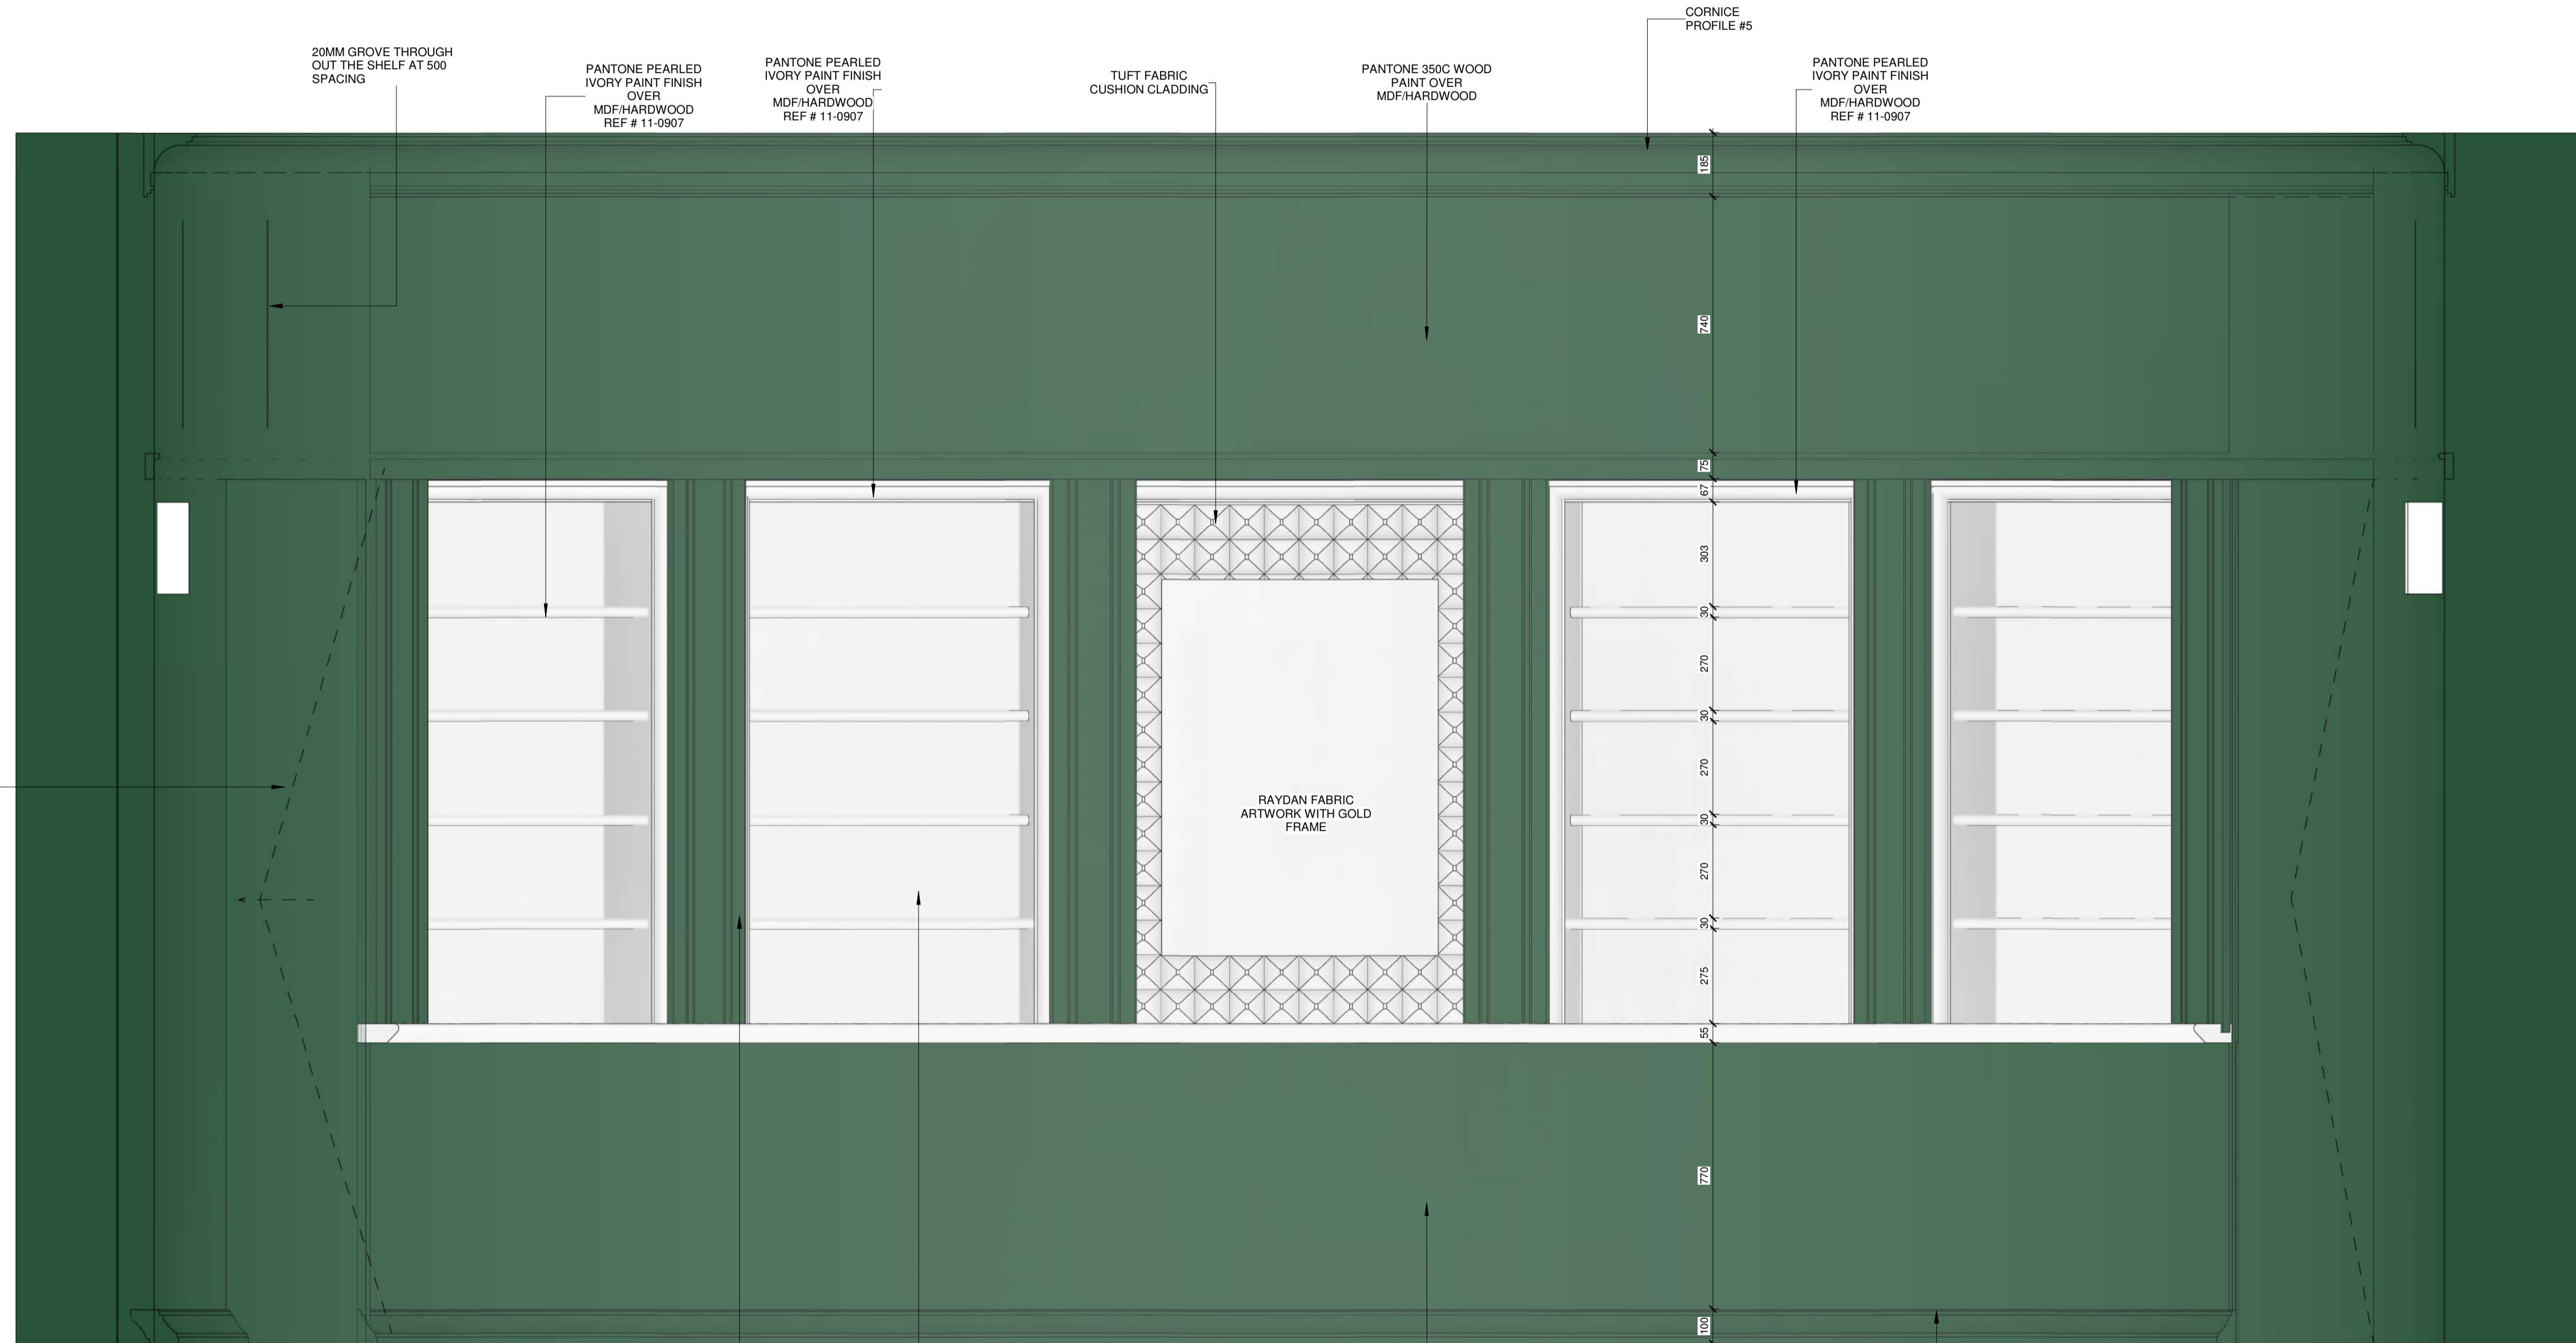 CORNICE
PROFILE #5
20MM GROVE THROUGH
OUT THE SHELF AT 500
SPACING
PANTONE PEARLED
IVORY PAINT FINISH
OVER
MDF/HARDWOOD
REF # 11-0907
PANTONE PEARLED
IVORY PAINT FINISH
OVER
MDF/HARDWOOD
REF # 11-0907
TUFT FABRIC
CUSHION CLADDING
PANTONE 350C WOOD
PAINT OVER
MDF/HARDWOOD
PANTONE PEARLED
IVORY PAINT FINISH
OVER
MDF/HARDWOOD
REF # 11-0907
185
740
75
67
303
30
270
30
270
30
270
30
275
55
770
100
RAYDAN FABRIC
ARTWORK WITH GOLD
FRAME